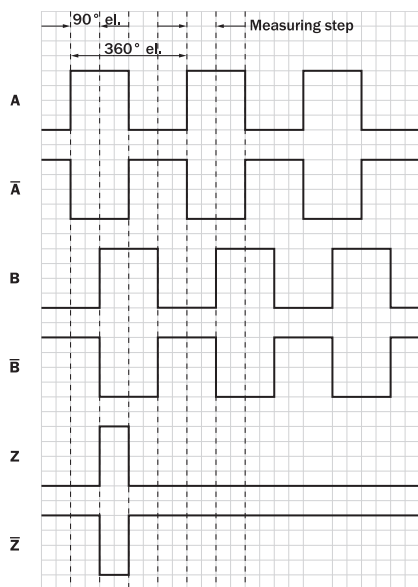 90° el.
Measuring step
360° el.
A
A̅
B
B̅
Z
Z̅